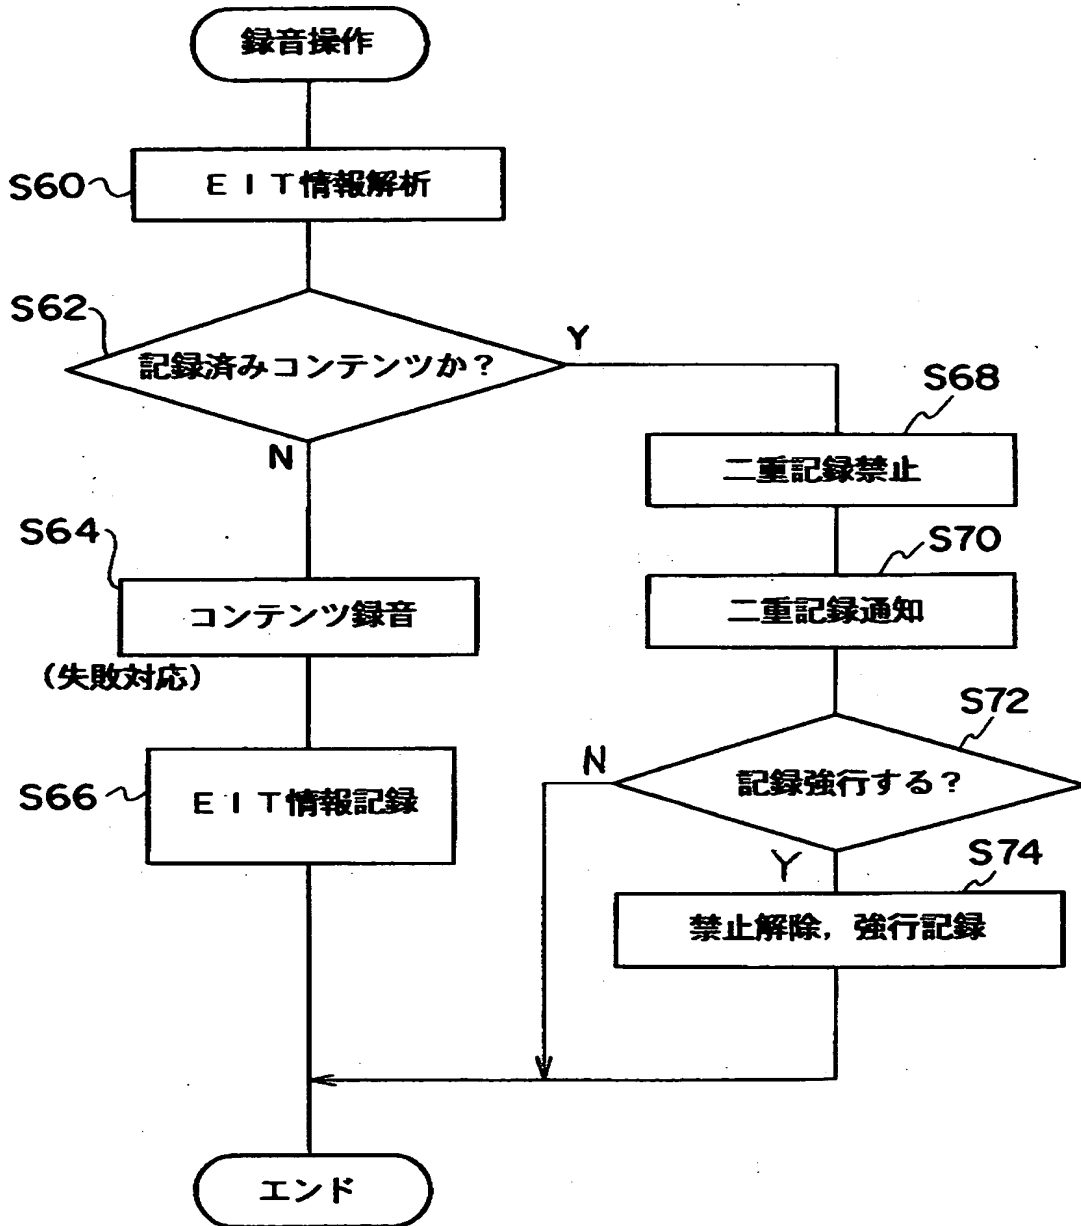 録音操作
S60
EIT情報解析
S62
記録済みコンテンツか?
Y
N
S68
二重記録禁止
S64
コンテンツ録音
(失敗対応)
S70
二重記録通知
S66
EIT情報記録
S72
記録強行する?
N
Y
S74
禁止解除,強行記録
エンド